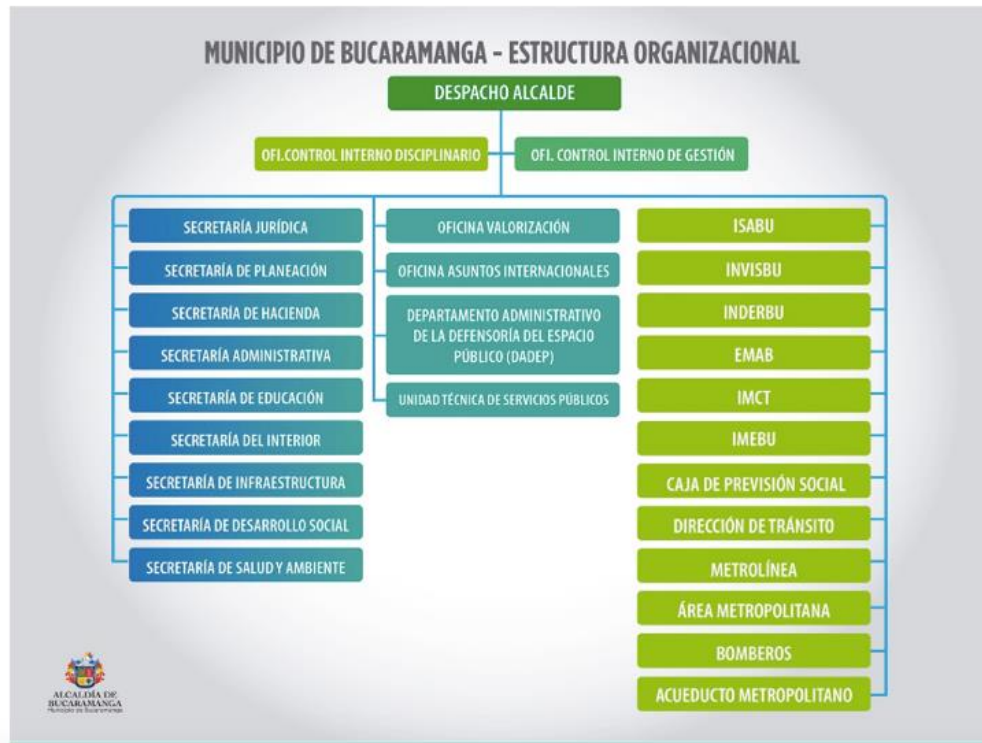 MUNICIPIO DE BUCARAMANGA - ESTRUCTURA ORGANIZACIONAL
DESPACHO ALCALDE
OFI.CONTROL INTERNO DISCIPLINARIO
OFI. CONTROL INTERNO DE GESTIÓN
SECRETARÍA JURÍDICA
SECRETARÍA DE PLANEACIÓN
SECRETARÍA DE HACIENDA
SECRETARÍA ADMINISTRATIVA
SECRETARÍA DE EDUCACIÓN
SECRETARÍA DEL INTERIOR
SECRETARÍA DE INFRAESTRUCTURA
SECRETARÍA DE DESARROLLO SOCIAL
SECRETARÍA DE SALUD Y AMBIENTE
OFICINA VALORIZACIÓN
OFICINA ASUNTOS INTERNACIONALES
DEPARTAMENTO ADMINISTRATIVO
DE LA DEFENSORÍA DEL ESPACIO
PÚBLICO (DADEP)
UNIDAD TÉCNICA DE SERVICIOS PÚBLICOS
ISABU
INVISBU
INDERBU
EMAB
IMCT
IMEBU
CAJA DE PREVISIÓN SOCIAL
DIRECCIÓN DE TRÁNSITO
METROLÍNEA
ÁREA METROPOLITANA
BOMBEROS
ACUEDUCTO METROPOLITANO
ALCALDÍA DE
BUCARAMANGA
Municipio de Bucaramanga